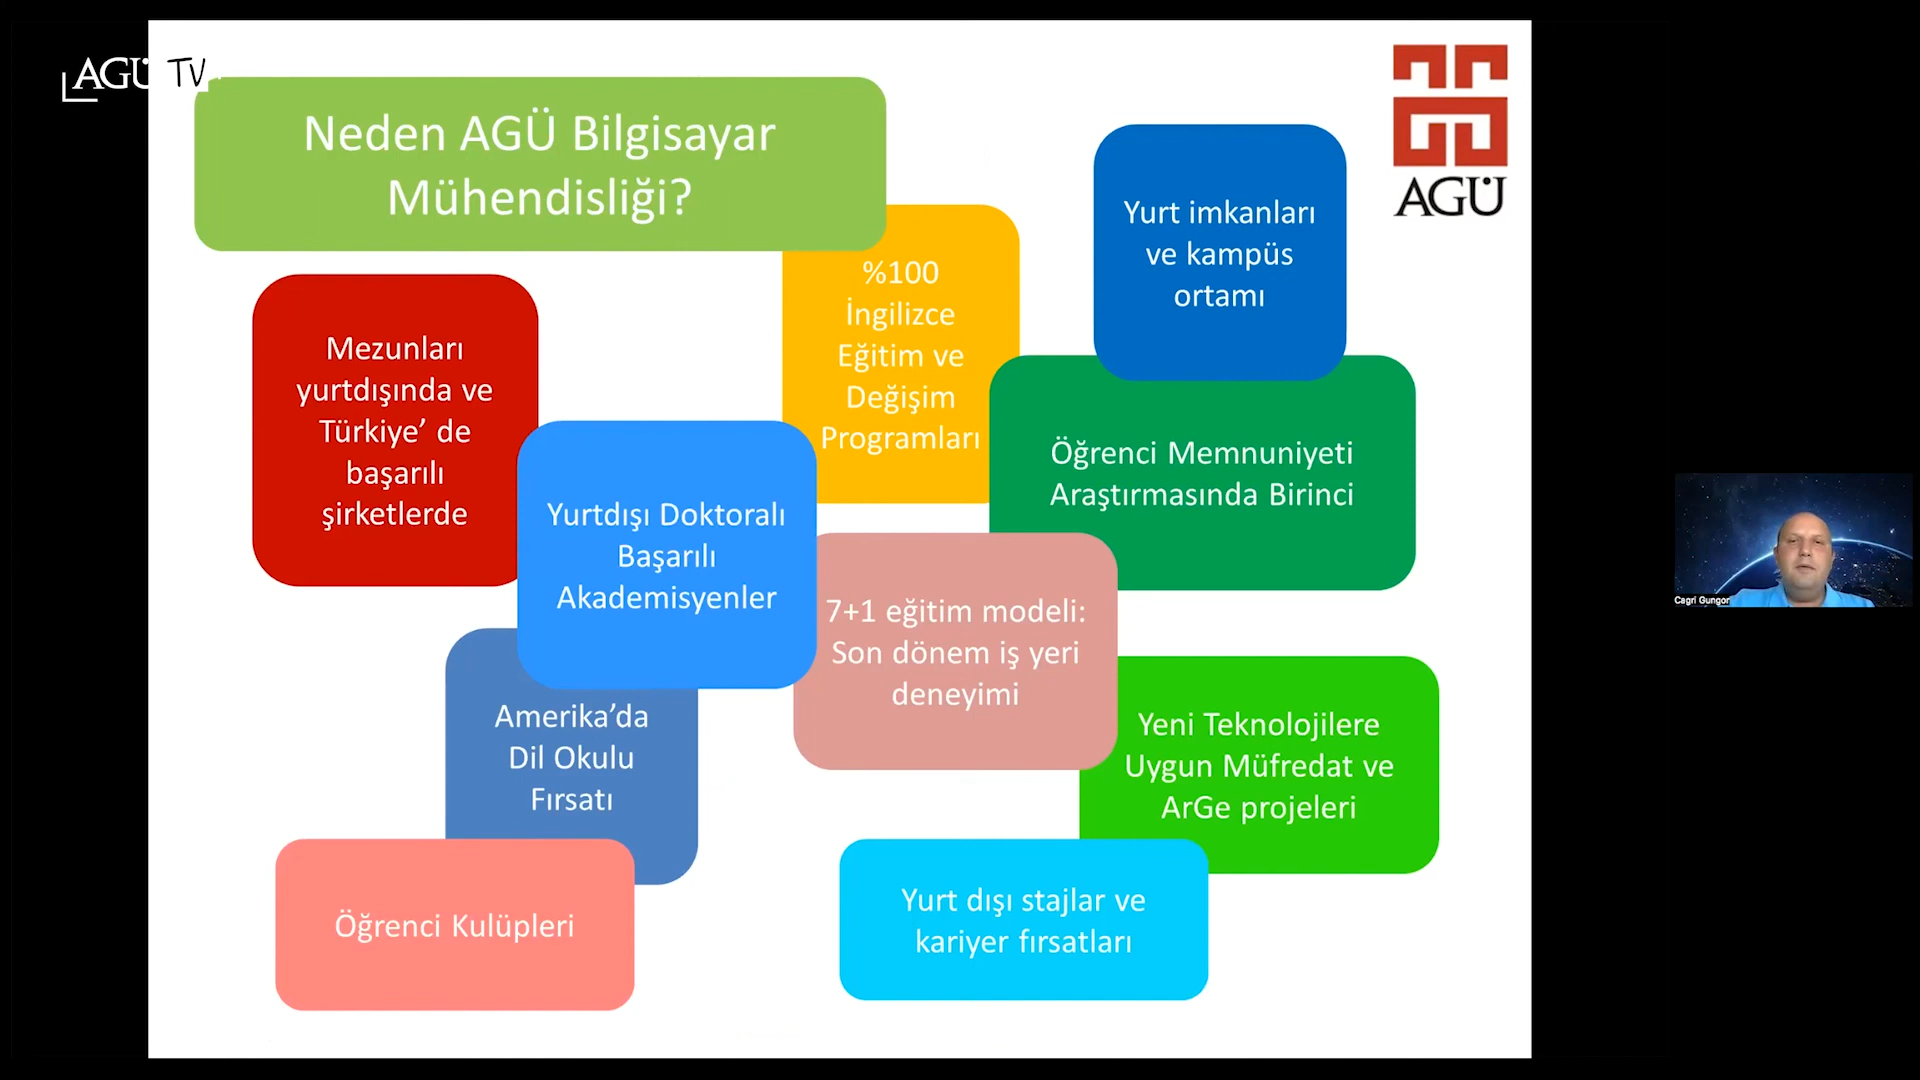 AGÜ TV
Neden AGÜ Bilgisayar
Mühendisliği?
AGÜ
Yurt imkanları
ve kampüs
ortamı
%100
İngilizce
Eğitim ve
Değişim
Programları
Mezunları
yurtdışında ve
Türkiye’ de
başarılı
şirketlerde
Öğrenci Memnuniyeti
Araştırmasında Birinci
Yurtdışı Doktoralı
Başarılı
Akademisyenler
7+1 eğitim modeli:
Son dönem iş yeri
deneyimi
Amerika’da
Dil Okulu
Fırsatı
Yeni Teknolojilere
Uygun Müfredat ve
ArGe projeleri
Öğrenci Kulüpleri
Yurt dışı stajlar ve
kariyer fırsatları
Cagri Gungor